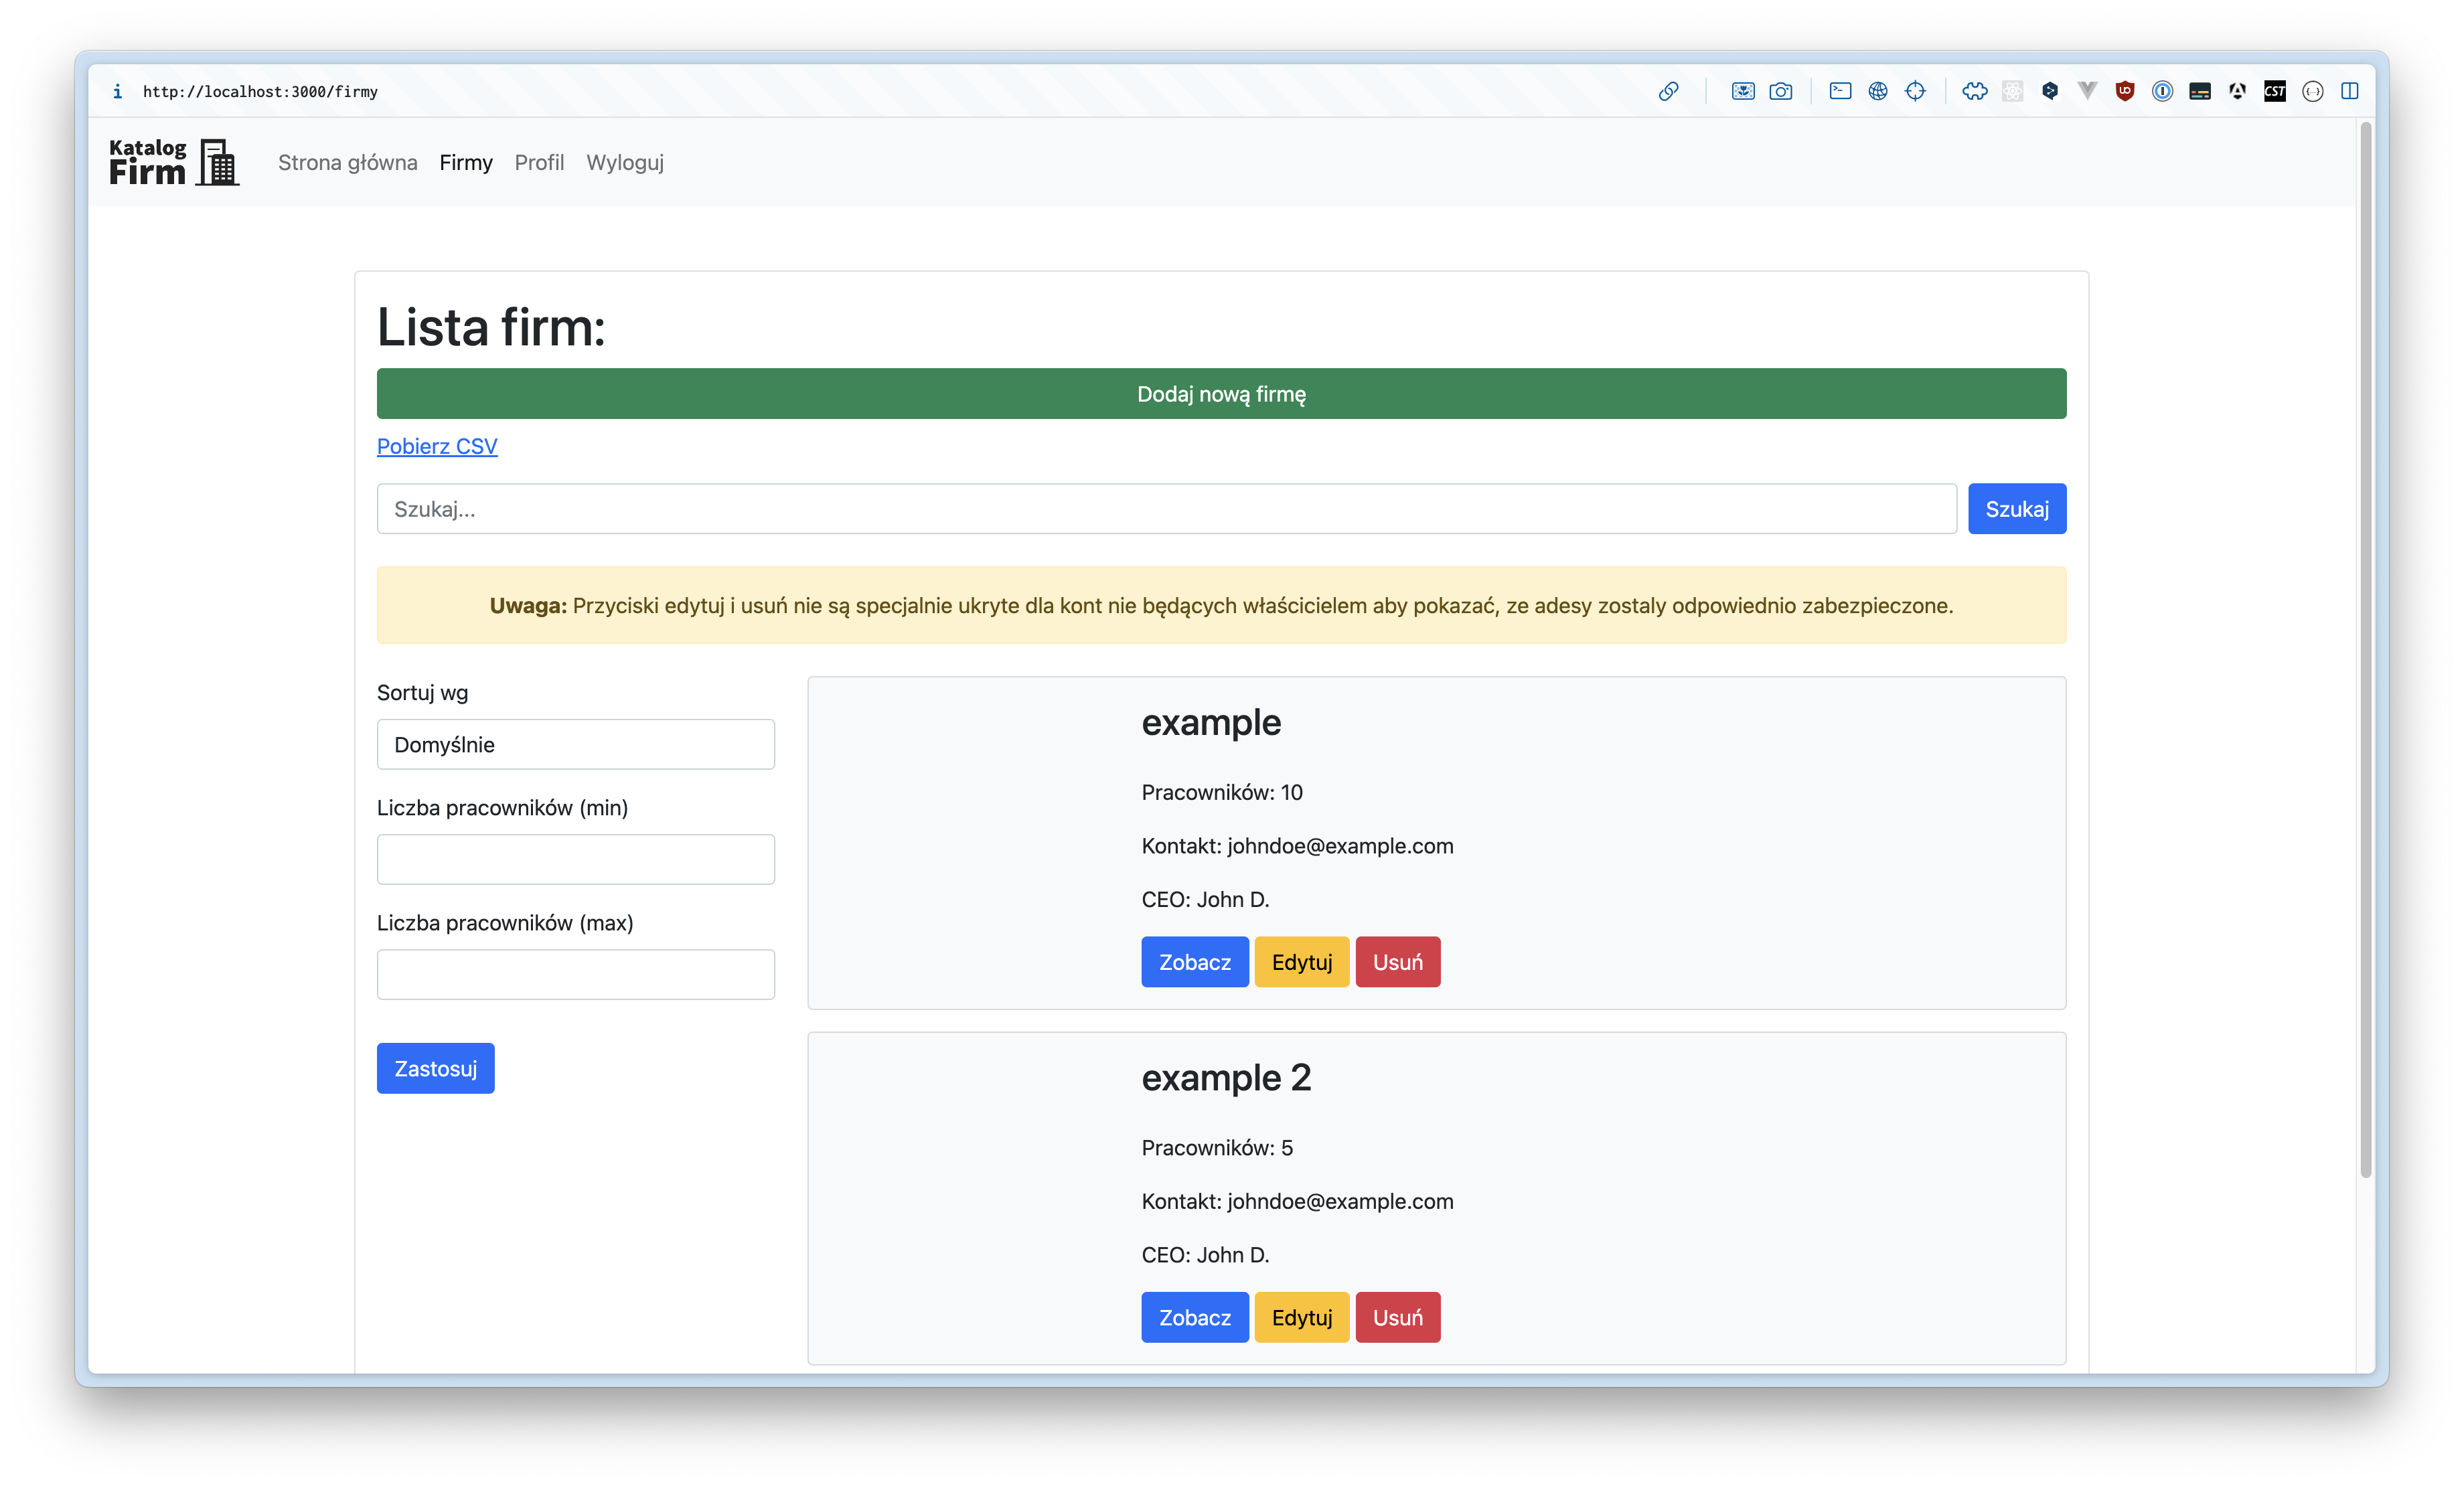 http://localhost:3000/firmy
CST
Katalog
Firm
Strona główna Firmy Profil Wyloguj
Lista firm:
Dodaj nową firmę
Pobierz CSV
Szukaj... Szukaj
Uwaga: Przyciski edytuj i usuń nie są specjalnie ukryte dla kont nie będących właścicielem aby pokazać, ze adesy zostaly odpowiednio zabezpieczone.
Sortuj wg
Domyślnie
Liczba pracowników (min)
Liczba pracowników (max)
Zastosuj
example
Pracowników: 10
Kontakt: johndoe@example.com
CEO: John D.
Zobacz Edytuj Usuń
example 2
Pracowników: 5
Kontakt: johndoe@example.com
CEO: John D.
Zobacz Edytuj Usuń